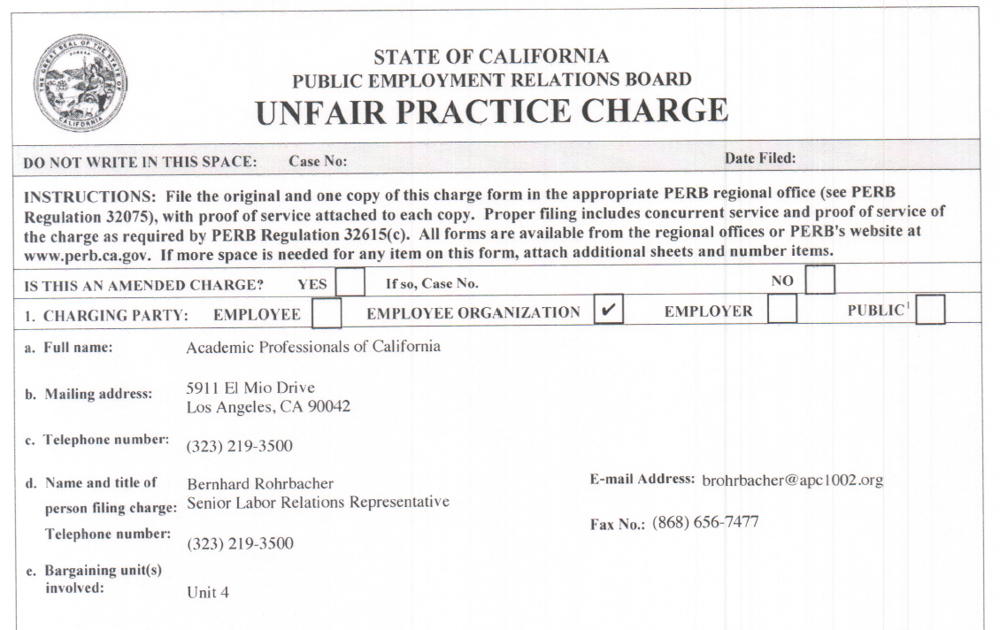 THE GREAT SEAL OF THE STATE OF CALIFORNIA
EUREKA
STATE OF CALIFORNIA
PUBLIC EMPLOYMENT RELATIONS BOARD
UNFAIR PRACTICE CHARGE
DO NOT WRITE IN THIS SPACE: Case No: Date Filed:
INSTRUCTIONS: File the original and one copy of this charge form in the appropriate PERB regional office (see PERB
Regulation 32075), with proof of service attached to each copy. Proper filing includes concurrent service and proof of service of
the charge as required by PERB Regulation 32615(c). All forms are available from the regional offices or PERB's website at
www.perb.ca.gov. If more space is needed for any item on this form, attach additional sheets and number items.
IS THIS AN AMENDED CHARGE? YES If so, Case No. NO
1. CHARGING PARTY: EMPLOYEE EMPLOYEE ORGANIZATION ✔ EMPLOYER PUBLIC¹
a. Full name: Academic Professionals of California
b. Mailing address: 5911 El Mio Drive
Los Angeles, CA 90042
c. Telephone number: (323) 219-3500
d. Name and title of Bernhard Rohrbacher E-mail Address: brohrbacher@apc1002.org
person filing charge: Senior Labor Relations Representative
Fax No.: (868) 656-7477
Telephone number: (323) 219-3500
e. Bargaining unit(s)
involved: Unit 4